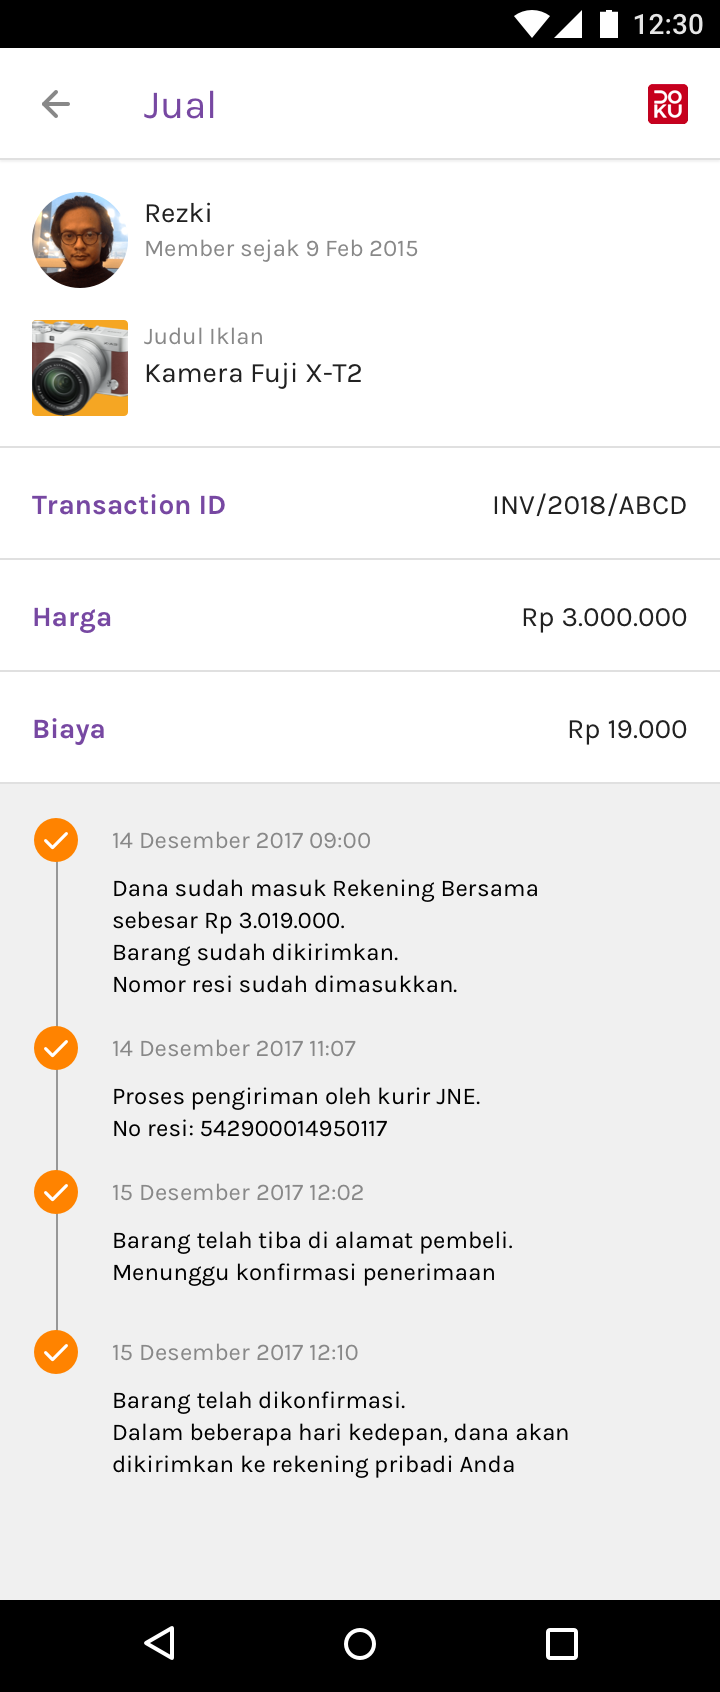 12:30
Jual
DOKU
Rezki
Member sejak 9 Feb 2015
Judul Iklan
Kamera Fuji X-T2
Transaction ID
INV/2018/ABCD
Harga
Rp 3.000.000
Biaya
Rp 19.000
14 Desember 2017 09:00
Dana sudah masuk Rekening Bersama
sebesar Rp 3.019.000.
Barang sudah dikirimkan.
Nomor resi sudah dimasukkan.
14 Desember 2017 11:07
Proses pengiriman oleh kurir JNE.
No resi: 542900014950117
15 Desember 2017 12:02
Barang telah tiba di alamat pembeli.
Menunggu konfirmasi penerimaan
15 Desember 2017 12:10
Barang telah dikonfirmasi.
Dalam beberapa hari kedepan, dana akan
dikirimkan ke rekening pribadi Anda